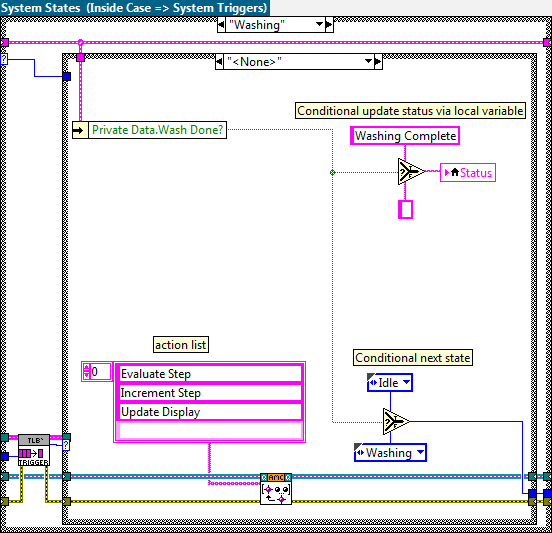 System States  (Inside Case => System Triggers)
"Washing"
"<None>"
Conditional update status via local variable
Private Data.Wash Done?
Washing Complete
T
?
F
Status
action list
Conditional next state
0
Evaluate Step
Increment Step
Update Display
Idle
T
?
F
Washing
TLB
TRIGGER
AMC
?
?